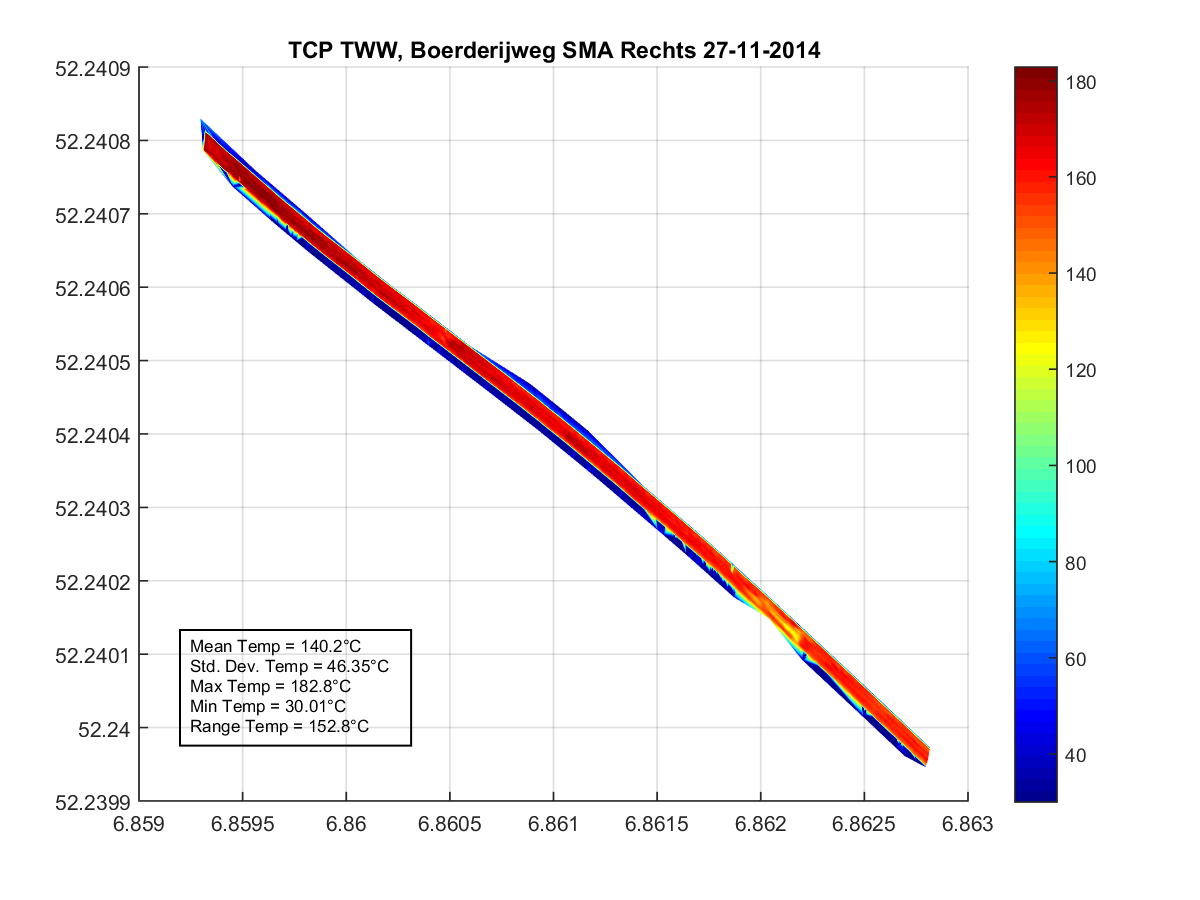 TCP TWW, Boerderijweg SMA Rechts 27-11-2014
52.2409
52.2408
52.2407
52.2406
52.2405
52.2404
52.2403
52.2402
52.2401
52.24
52.2399
Mean Temp = 140.2°C
Std. Dev. Temp = 46.35°C
Max Temp = 182.8°C
Min Temp = 30.01°C
Range Temp = 152.8°C
6.859 6.8595 6.86 6.8605 6.861 6.8615 6.862 6.8625 6.863
180
160
140
120
100
80
60
40